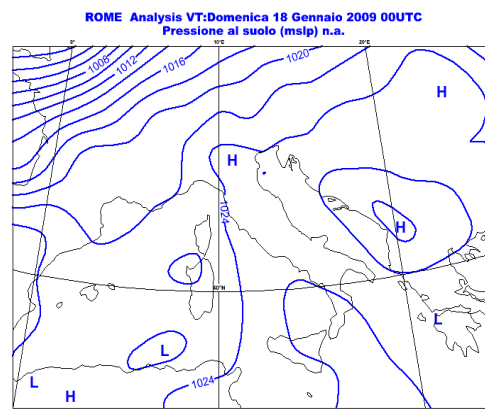 ROME Analysis VT:Domenica 18 Gennaio 2009 00UTC
Pressione al suolo (mslp) n.a.
0° 10°E 20°E
1008 1012 1016 1020
H
H
1024
H
40°N
L
L
L
1024
H